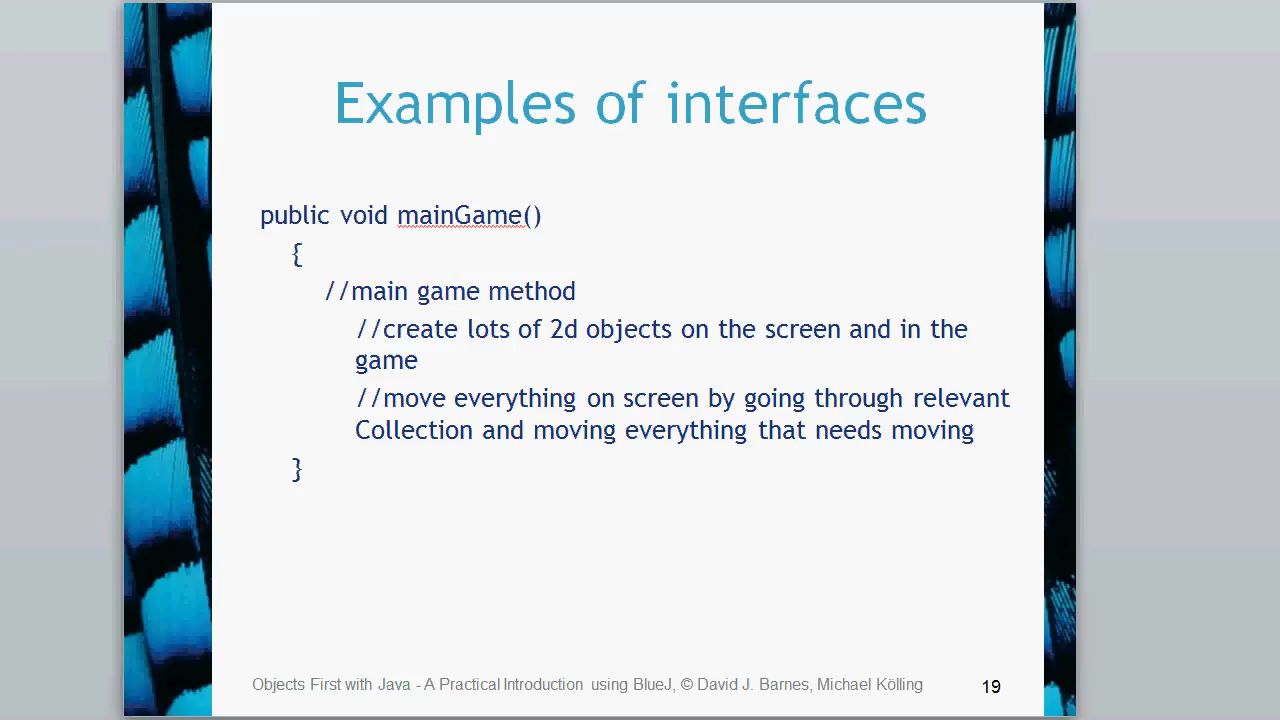 Examples of interfaces
public void mainGame()
{
//main game method
//create lots of 2d objects on the screen and in the
game
//move everything on screen by going through relevant
Collection and moving everything that needs moving
}
Objects First with Java - A Practical Introduction using BlueJ, © David J. Barnes, Michael Kölling
19